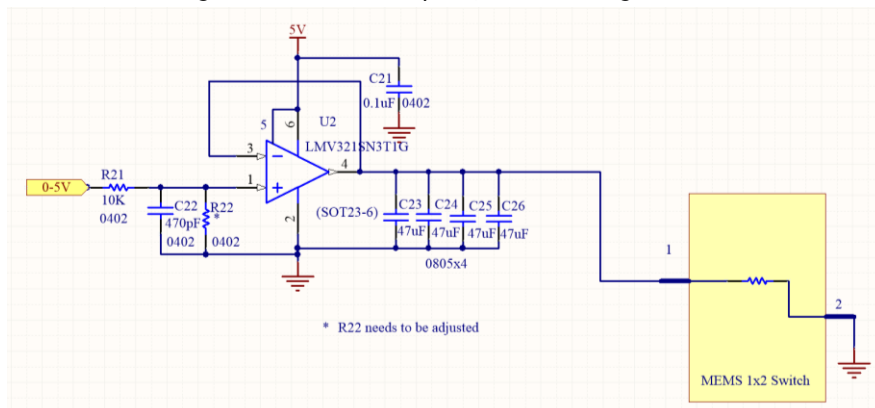 5V
C21
0.1uF 0402
U2
5
6
LMV321SN3T1G
3
4
0-5V
R21
1
10K
0402
C22
R22
*
470pF
0402
0402
2
(SOT23-6)
C23
C24
C25
C26
47uF
47uF
47uF
47uF
0805x4
1
2
* R22 needs to be adjusted
MEMS 1x2 Switch